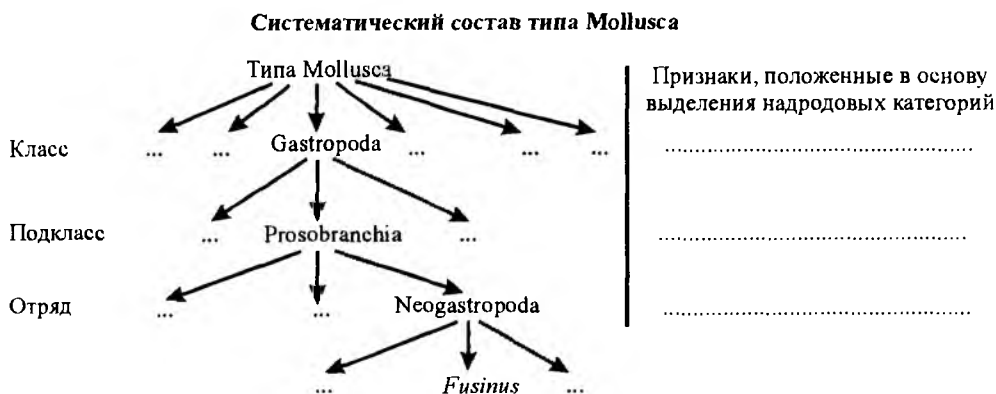 Систематический состав типа Mollusca
Типа Mollusca
Признаки, положенные в основу
выделения надродовых категорий
Класс ... ... Gastropoda ... ... ... ................................................
Подкласс ... Prosobranchia ... ................................................
Отряд ... ... Neogastropoda ................................................
... Fusinus ...